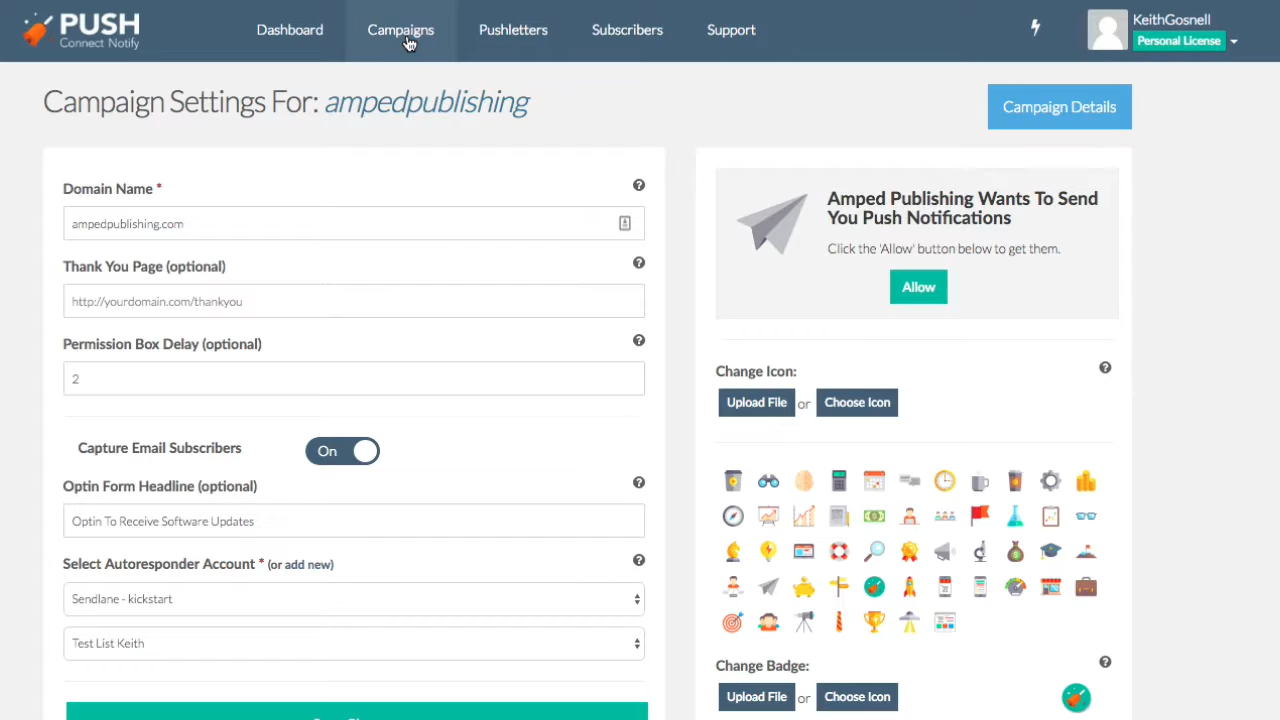 PUSH
Connect Notify
Dashboard
Campaigns
Pushletters
Subscribers
Support
KeithGosnell
Personal License
Campaign Settings For: ampedpublishing
Campaign Details
Domain Name *
ampedpublishing.com
Thank You Page (optional)
http://yourdomain.com/thankyou
Permission Box Delay (optional)
2
Capture Email Subscribers
On
Optin Form Headline (optional)
Optin To Receive Software Updates
Select Autoresponder Account * (or add new)
Sendlane - kickstart
Test List Keith
Amped Publishing Wants To Send
You Push Notifications
Click the 'Allow' button below to get them.
Allow
Change Icon:
Upload File or Choose Icon
Change Badge:
Upload File or Choose Icon